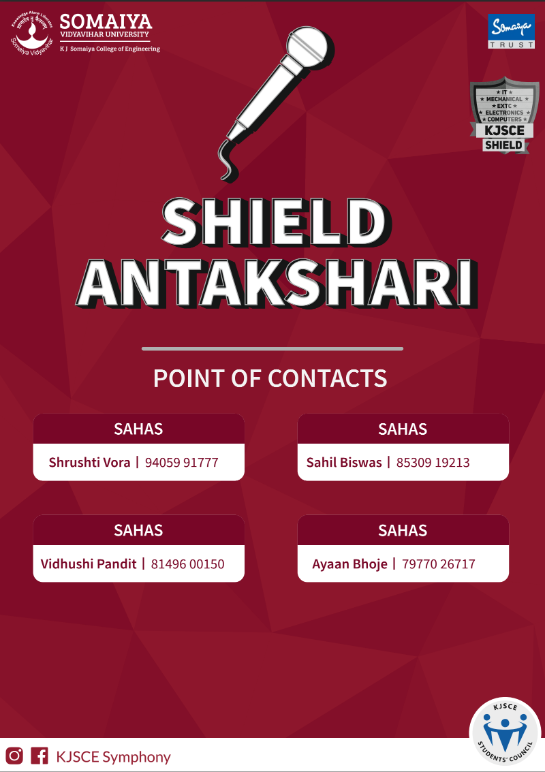 SOMAIYA
VIDYAVIHAR UNIVERSITY
K J Somaiya College of Engineering
Somaiya
TRUST
IT
MECHANICAL
EXTC
ELECTRONICS
COMPUTERS
KJSCE
SHIELD
SHIELD
ANTAKSHARI
POINT OF CONTACTS
SAHAS
Shrushti Vora | 94059 91777
SAHAS
Sahil Biswas | 85309 19213
SAHAS
Vidhushi Pandit | 81496 00150
SAHAS
Ayaan Bhoje | 79770 26717
KJSCE
STUDENTS' COUNCIL
KJSCE Symphony